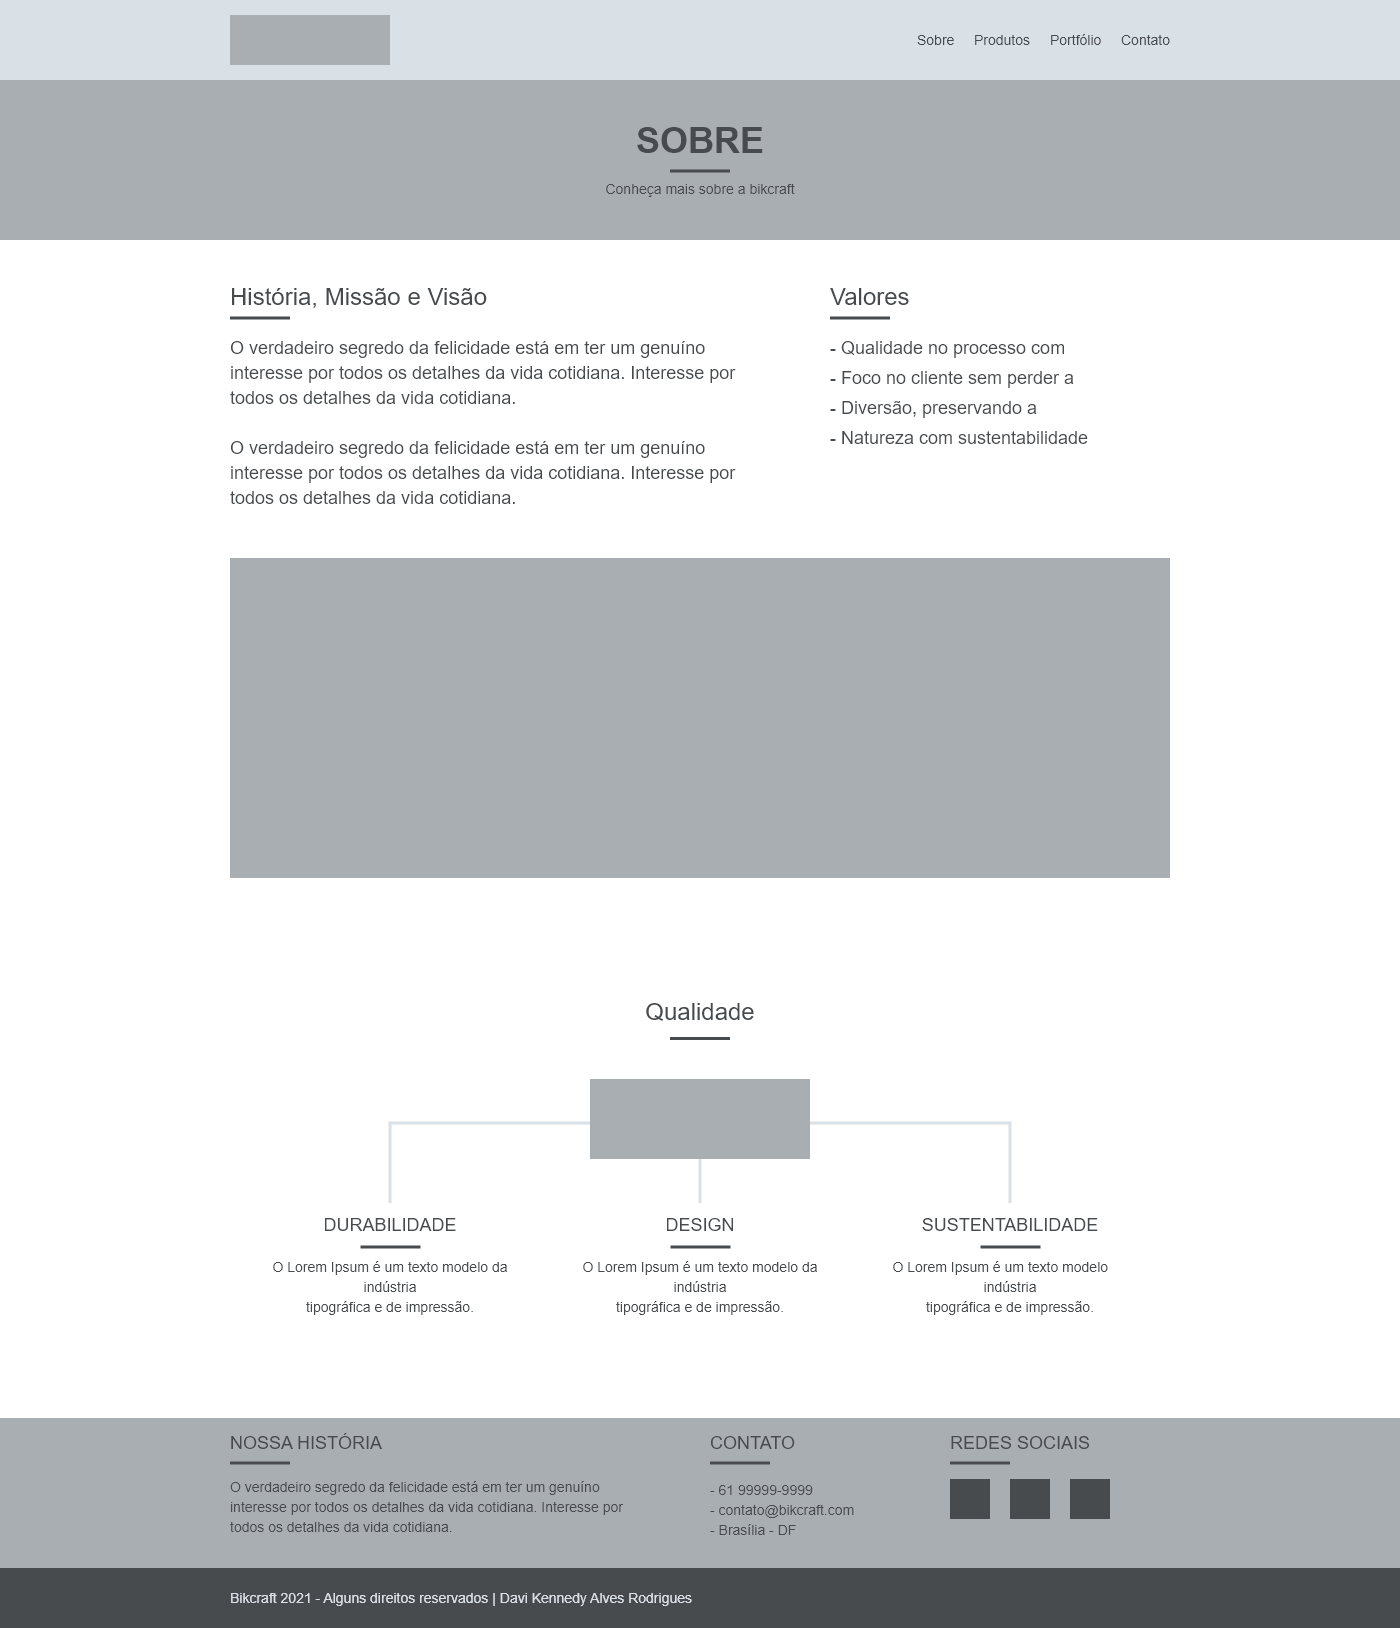 Sobre Produtos Portfólio Contato
SOBRE
Conheça mais sobre a bikcraft
História, Missão e Visão
O verdadeiro segredo da felicidade está em ter um genuíno
interesse por todos os detalhes da vida cotidiana. Interesse por
todos os detalhes da vida cotidiana.
O verdadeiro segredo da felicidade está em ter um genuíno
interesse por todos os detalhes da vida cotidiana. Interesse por
todos os detalhes da vida cotidiana.
Valores
- Qualidade no processo com
- Foco no cliente sem perder a
- Diversão, preservando a
- Natureza com sustentabilidade
Qualidade
DURABILIDADE
O Lorem Ipsum é um texto modelo da
indústria
tipográfica e de impressão.
DESIGN
O Lorem Ipsum é um texto modelo da
indústria
tipográfica e de impressão.
SUSTENTABILIDADE
O Lorem Ipsum é um texto modelo
indústria
tipográfica e de impressão.
NOSSA HISTÓRIA
O verdadeiro segredo da felicidade está em ter um genuíno
interesse por todos os detalhes da vida cotidiana. Interesse por
todos os detalhes da vida cotidiana.
CONTATO
- 61 99999-9999
- contato@bikcraft.com
- Brasília - DF
REDES SOCIAIS
Bikcraft 2021 - Alguns direitos reservados | Davi Kennedy Alves Rodrigues